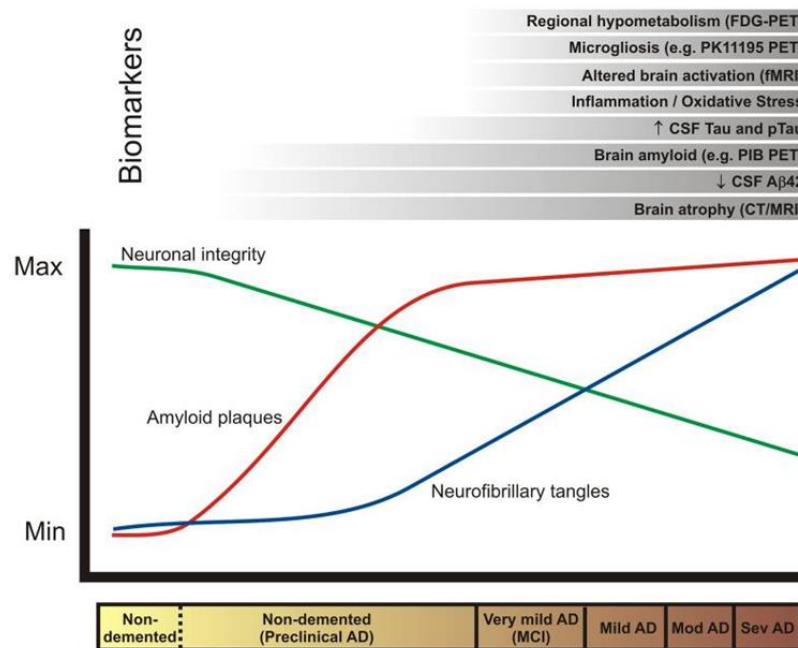 Biomarkers
Regional hypometabolism (FDG-PET
Microgliosis (e.g. PK11195 PET
Altered brain activation (fMRI
Inflammation / Oxidative Stress
↑ CSF Tau and pTau
Brain amyloid (e.g. PIB PET
↓ CSF Aβ42
Brain atrophy (CT/MRI
Max
Neuronal integrity
Amyloid plaques
Neurofibrillary tangles
Min
Non-
demented
Non-demented
(Preclinical AD)
Very mild AD
(MCI)
Mild AD
Mod AD
Sev AD